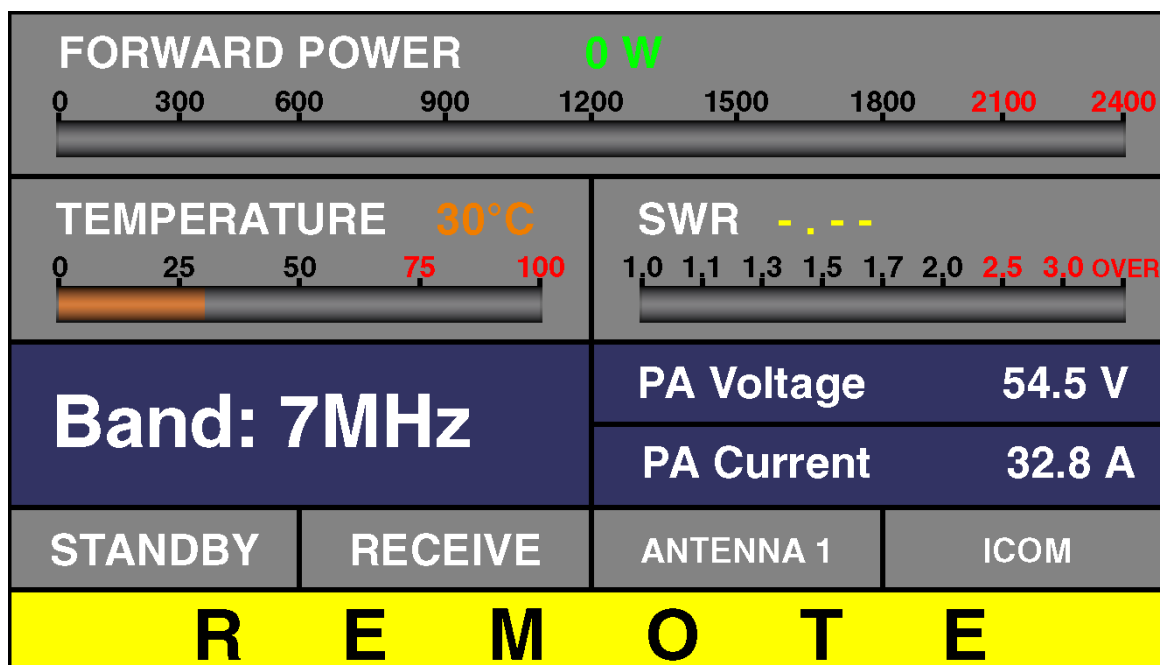 FORWARD POWER 0 W
0 300 600 900 1200 1500 1800 2100 2400
TEMPERATURE 30°C
0 25 50 75 100
SWR -.--
1.0 1.1 1.3 1.5 1.7 2.0 2.5 3.0 OVER
Band: 7MHz
PA Voltage 54.5 V
PA Current 32.8 A
STANDBY RECEIVE ANTENNA 1 ICOM
REMOTE